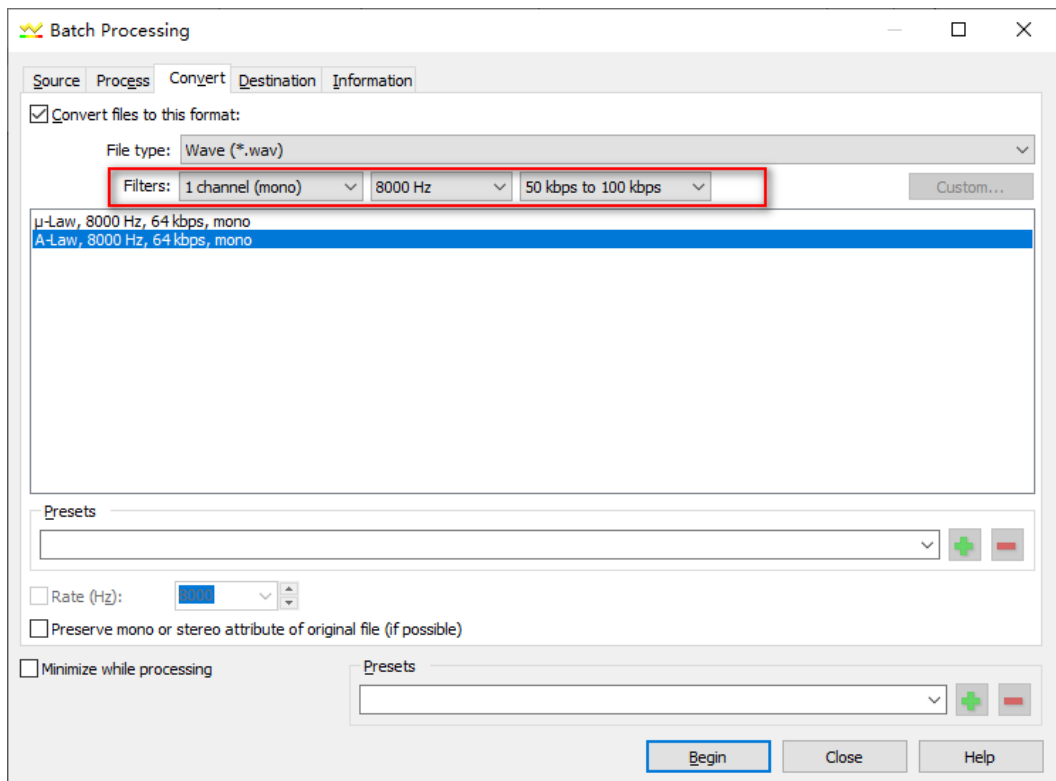 Batch Processing
Source Process Convert Destination Information
Convert files to this format:
File type: Wave (*.wav)
Filters: 1 channel (mono) 8000 Hz 50 kbps to 100 kbps Custom...
µ-Law, 8000 Hz, 64 kbps, mono
A-Law, 8000 Hz, 64 kbps, mono
Presets
Rate (Hz): 8000
Preserve mono or stereo attribute of original file (if possible)
Minimize while processing
Presets
Begin Close Help